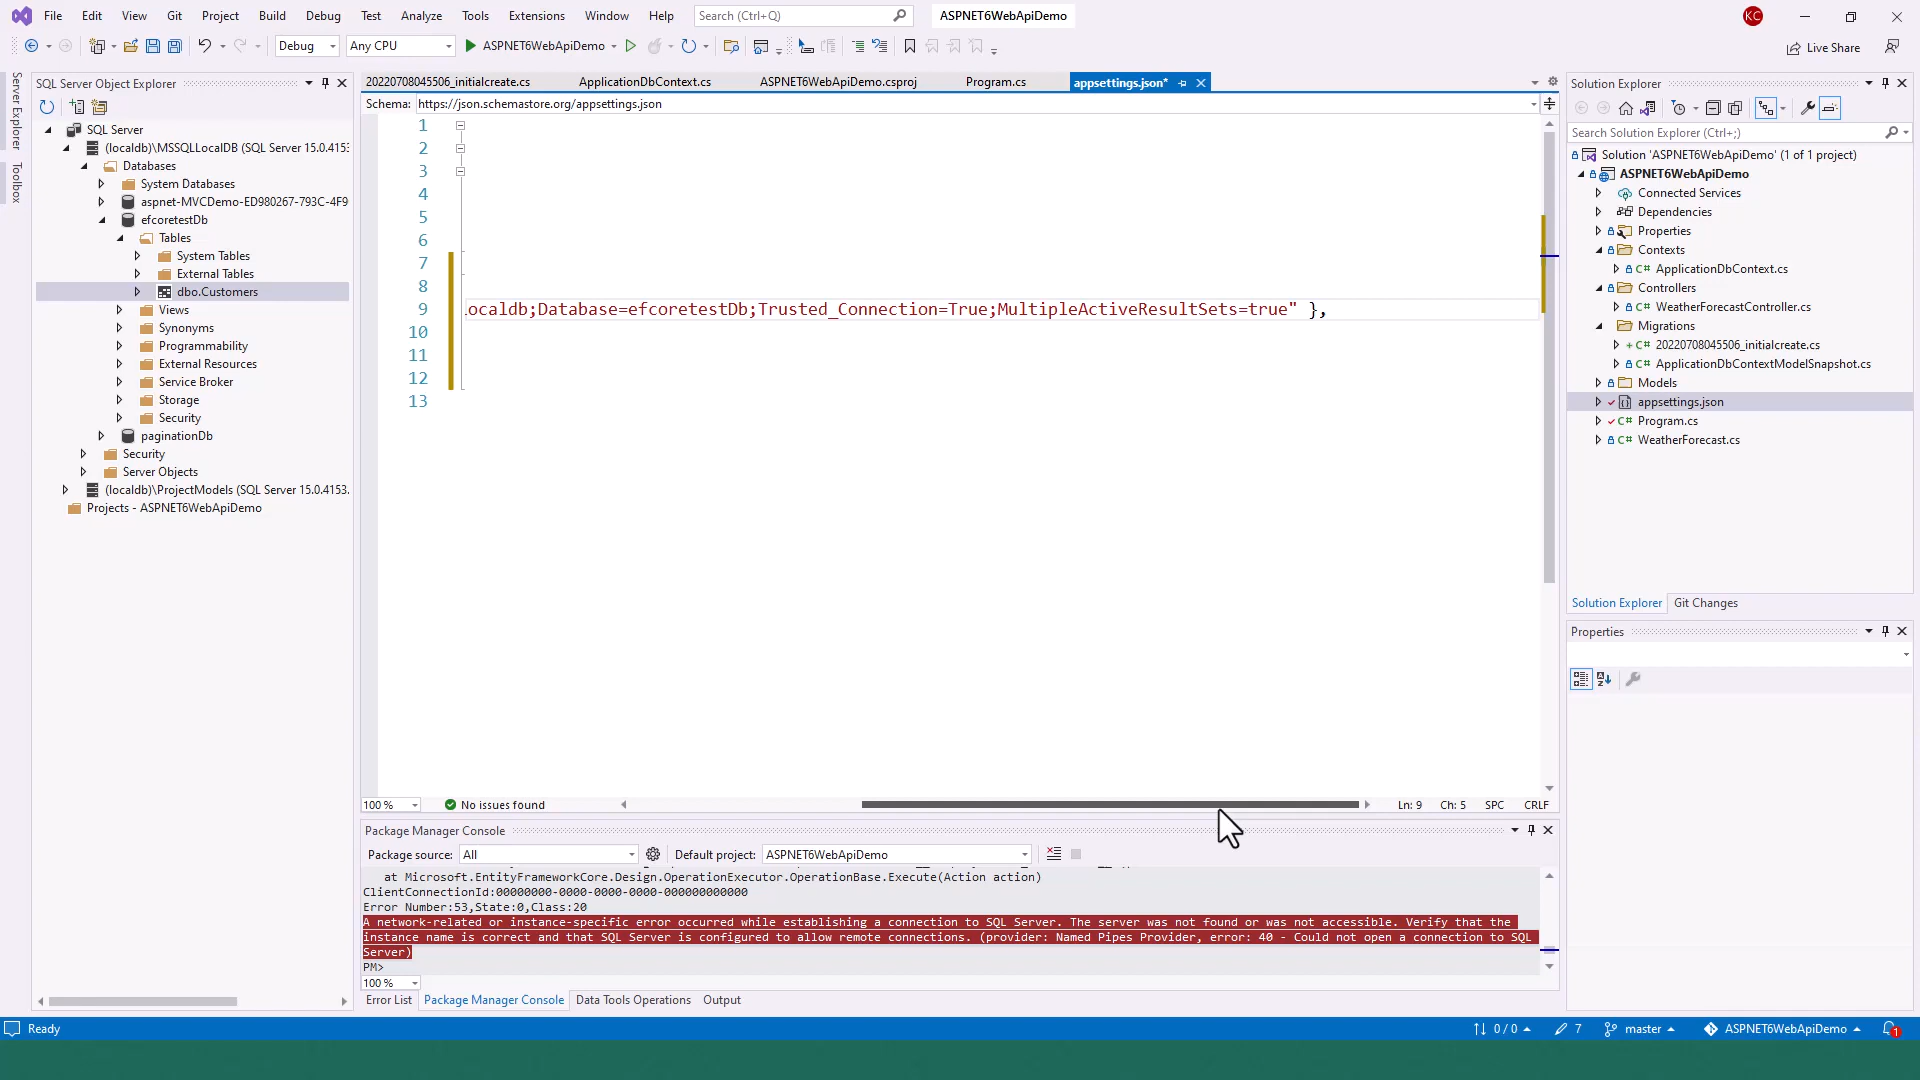 File Edit View Git Project Build Debug Test Analyze Tools Extensions Window Help Search (Ctrl+Q) ASPNET6WebApiDemo KC
Debug Any CPU ASPNET6WebApiDemo Live Share
Server Explorer
Toolbox
SQL Server Object Explorer
SQL Server
(localdb)\MSSQLLocalDB (SQL Server 15.0.4153
Databases
System Databases
aspnet-MVCDemo-ED980267-793C-4F9
efcoretestDb
Tables
System Tables
External Tables
dbo.Customers
Views
Synonyms
Programmability
External Resources
Service Broker
Storage
Security
paginationDb
Security
Server Objects
(localdb)\ProjectModels (SQL Server 15.0.4153.
Projects - ASPNET6WebApiDemo
20220708045506_initialcreate.cs ApplicationDbContext.cs ASPNET6WebApiDemo.csproj Program.cs appsettings.json*
Schema: https://json.schemastore.org/appsettings.json
1
2
3
4
5
6
7
8
9 ocaldb;Database=efcoretestDb;Trusted_Connection=True;MultipleActiveResultSets=true" },
10
11
12
13
100 % No issues found Ln: 9 Ch: 5 SPC CRLF
Package Manager Console
Package source: All Default project: ASPNET6WebApiDemo
at Microsoft.EntityFrameworkCore.Design.OperationExecutor.OperationBase.Execute(Action action)
ClientConnectionId:00000000-0000-0000-0000-000000000000
Error Number:53,State:0,Class:20
A network-related or instance-specific error occurred while establishing a connection to SQL Server. The server was not found or was not accessible. Verify that the
instance name is correct and that SQL Server is configured to allow remote connections. (provider: Named Pipes Provider, error: 40 - Could not open a connection to SQL
Server)
PM>
100 %
Error List Package Manager Console Data Tools Operations Output
Solution Explorer
Search Solution Explorer (Ctrl+;)
Solution 'ASPNET6WebApiDemo' (1 of 1 project)
ASPNET6WebApiDemo
Connected Services
Dependencies
Properties
Contexts
C# ApplicationDbContext.cs
Controllers
C# WeatherForecastController.cs
Migrations
+ C# 20220708045506_initialcreate.cs
C# ApplicationDbContextModelSnapshot.cs
Models
appsettings.json
C# Program.cs
C# WeatherForecast.cs
Solution Explorer Git Changes
Properties
Ready 0 / 0 7 master ASPNET6WebApiDemo 1